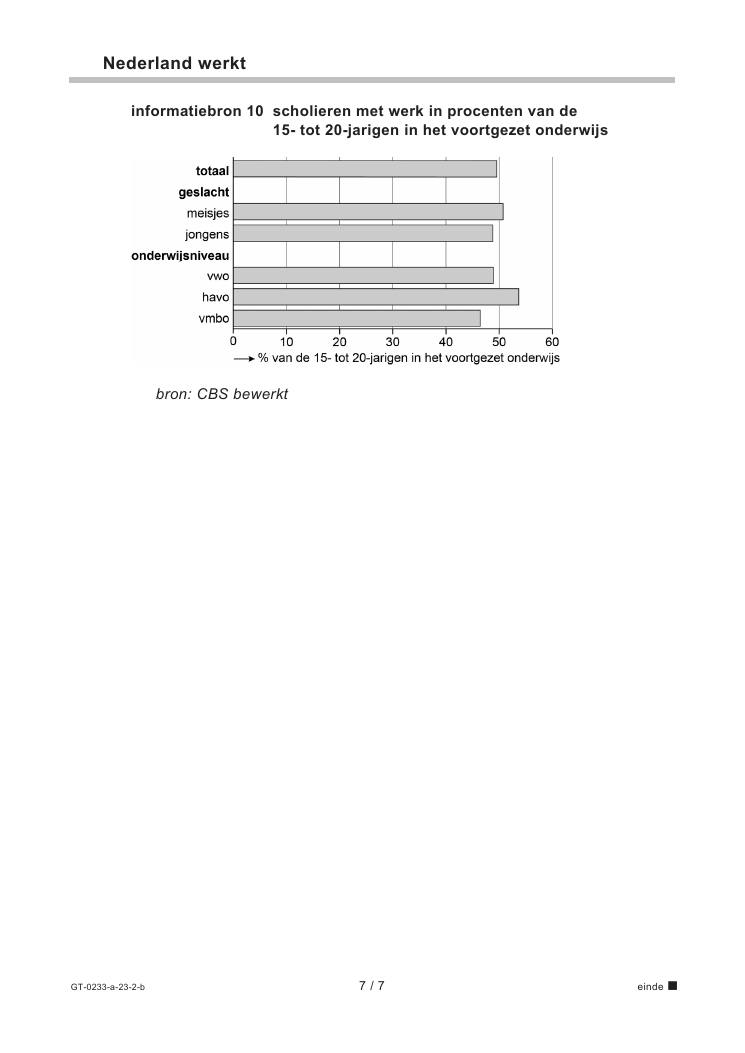 Nederland werkt
informatiebron 10 scholieren met werk in procenten van de
15- tot 20-jarigen in het voortgezet onderwijs
totaal
geslacht
meisjes
jongens
onderwijsniveau
vwo
havo
vmbo
0 10 20 30 40 50 60
% van de 15- tot 20-jarigen in het voortgezet onderwijs
bron: CBS bewerkt
GT-0233-a-23-2-b 7 / 7 einde